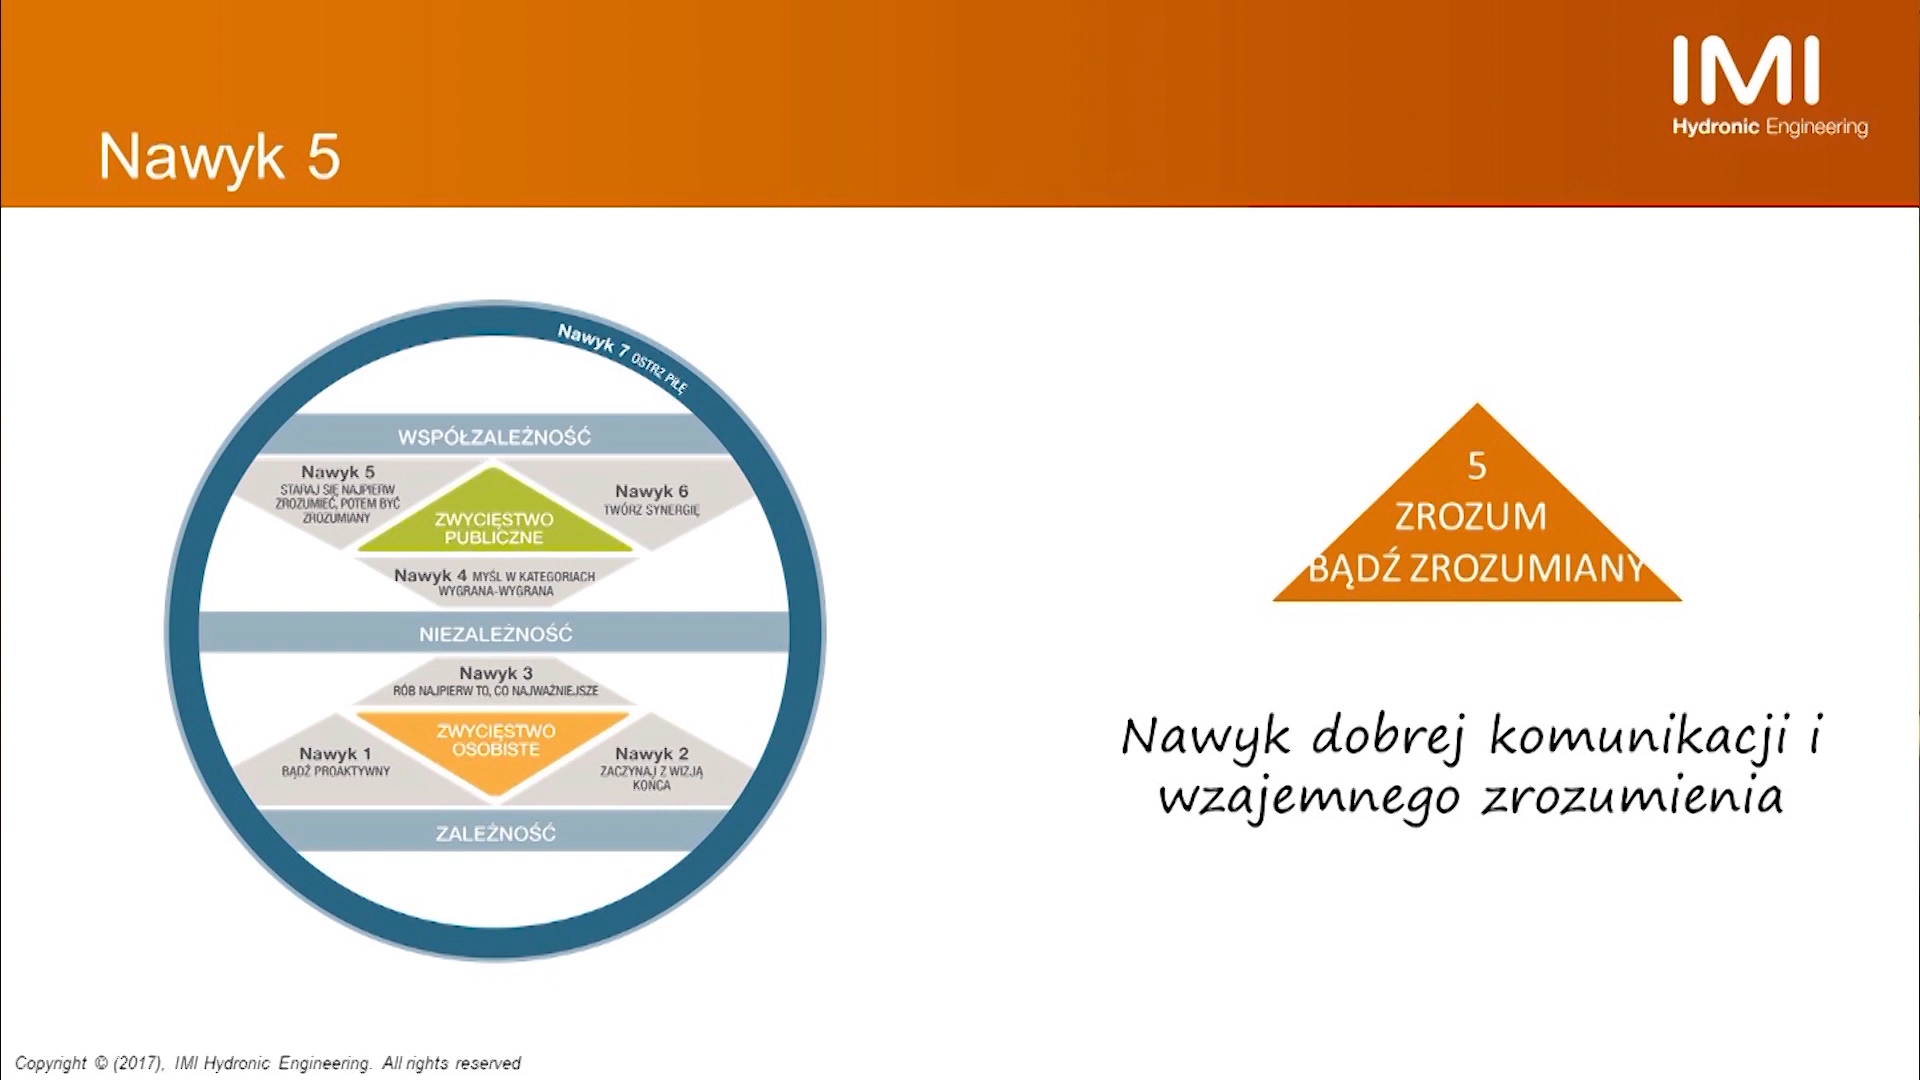 IMI
Hydronic Engineering
Nawyk 5
Nawyk 7 OSTRZ PIŁĘ
WSPÓŁZALEŻNOŚĆ
Nawyk 5
STARAJ SIĘ NAJPIERW
ZROZUMIEĆ, POTEM BYĆ
ZROZUMIANY
Nawyk 6
TWÓRZ SYNERGIĘ
ZWYCIĘSTWO
PUBLICZNE
Nawyk 4 MYŚL W KATEGORIACH
WYGRANA-WYGRANA
NIEZALEŻNOŚĆ
Nawyk 3
RÓB NAJPIERW TO, CO NAJWAŻNIEJSZE
ZWYCIĘSTWO
OSOBISTE
Nawyk 1
BĄDŹ PROAKTYWNY
Nawyk 2
ZACZYNAJ Z WIZJĄ
KOŃCA
ZALEŻNOŚĆ
5
ZROZUM
BĄDŹ ZROZUMIANY
Nawyk dobrej komunikacji i
wzajemnego zrozumienia
Copyright © (2017), IMI Hydronic Engineering. All rights reserved